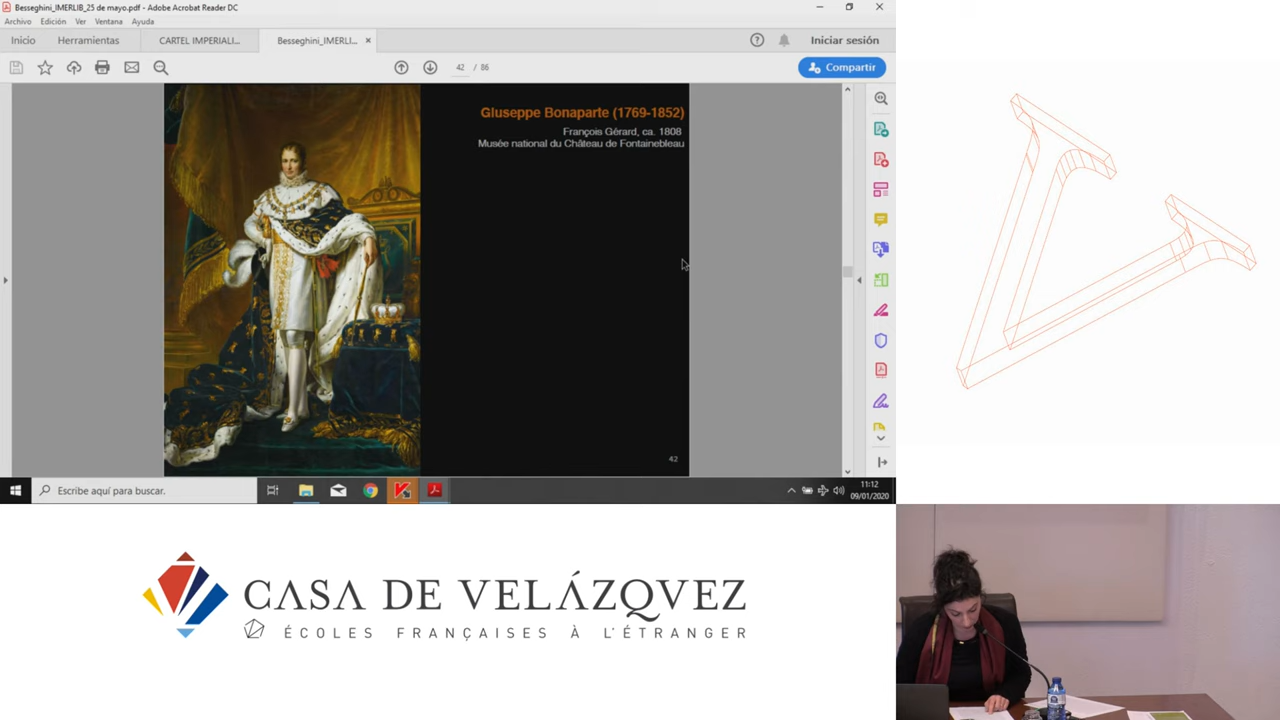 Besseghini_IMERLIB_25 de mayo.pdf - Adobe Acrobat Reader DC
Archivo Edición Ver Ventana Ayuda
Inicio Herramientas CARTEL IMPERIALI... Besseghini_IMERLI... × Iniciar sesión
42 / 86 Compartir
Giuseppe Bonaparte (1769-1852)
François Gérard, ca. 1808
Musée national du Château de Fontainebleau
42
Escribe aquí para buscar.
11:12
09/01/2020
CASA DE VELÁZQVEZ
ÉCOLES FRANÇAISES À L'ÉTRANGER